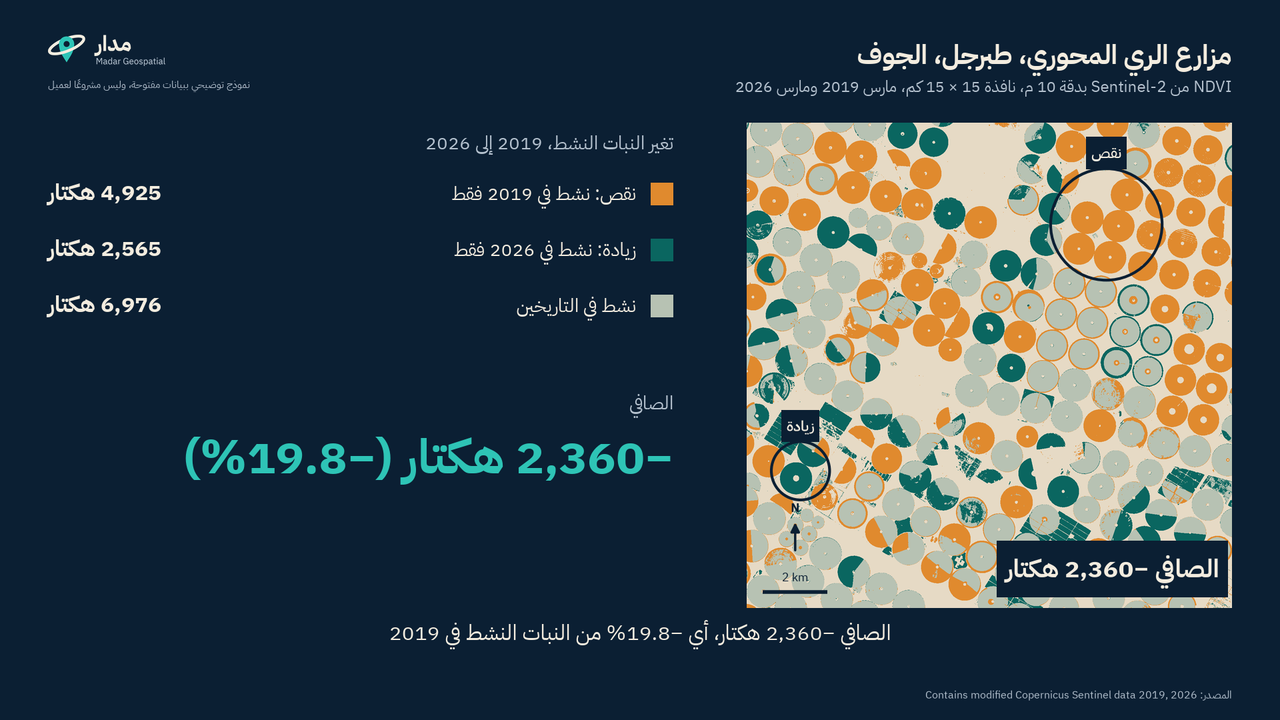 مدار
Madar Geospatial
نموذج توضيحي ببيانات مفتوحة، وليس مشروعًا لعميل
مزارع الري المحوري، طبرجل، الجوف
NDVI من Sentinel-2 بدقة 10 م، نافذة 15 × 15 كم، مارس 2019 ومارس 2026
نقص
زيادة
N
2 km
الصافي −2,360 هكتار
تغير النبات النشط، 2019 إلى 2026
نقص: نشط في 2019 فقط 4,925 هكتار
زيادة: نشط في 2026 فقط 2,565 هكتار
نشط في التاريخين 6,976 هكتار
الصافي
−2,360 هكتار (−19.8%)
الصافي −2,360 هكتار، أي −19.8% من النبات النشط في 2019
المصدر: Contains modified Copernicus Sentinel data 2019, 2026